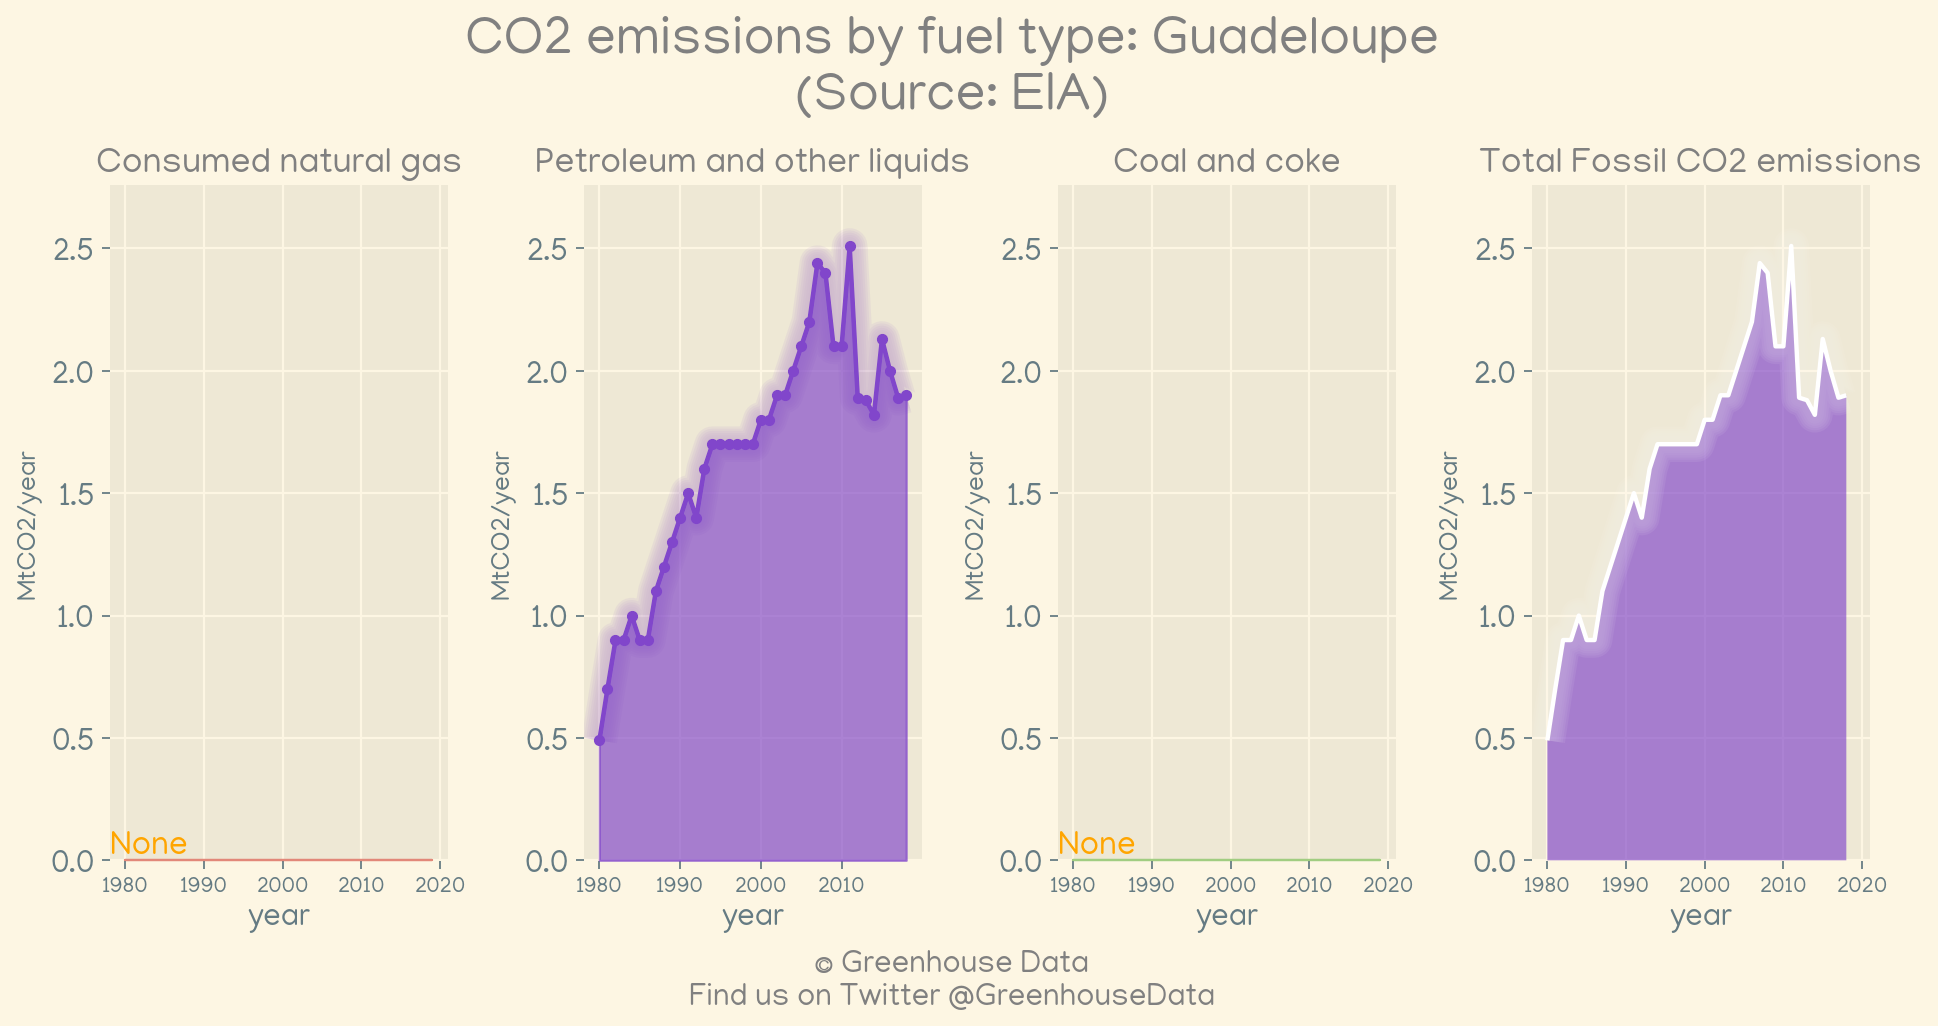 CO2 emissions by fuel type: Guadeloupe
(Source: EIA)
Consumed natural gas
Petroleum and other liquids
Coal and coke
Total Fossil CO2 emissions
MtCO2/year
2.5
2.0
1.5
1.0
0.5
0.0
None
1980 1990 2000 2010 2020
year
MtCO2/year
2.5
2.0
1.5
1.0
0.5
0.0
1980 1990 2000 2010
year
MtCO2/year
2.5
2.0
1.5
1.0
0.5
0.0
None
1980 1990 2000 2010 2020
year
MtCO2/year
2.5
2.0
1.5
1.0
0.5
0.0
1980 1990 2000 2010 2020
year
© Greenhouse Data
Find us on Twitter @GreenhouseData